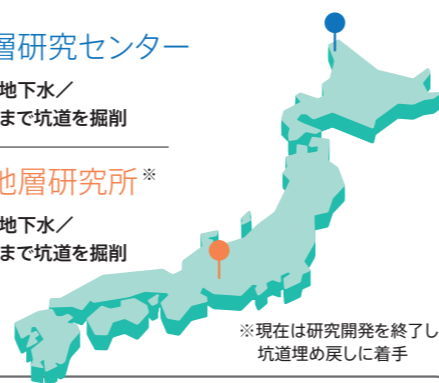 層研究センター
地下水／
まで坑道を掘削
地層研究所※
地下水／
まで坑道を掘削
※現在は研究開発を終了し
坑道埋め戻しに着手